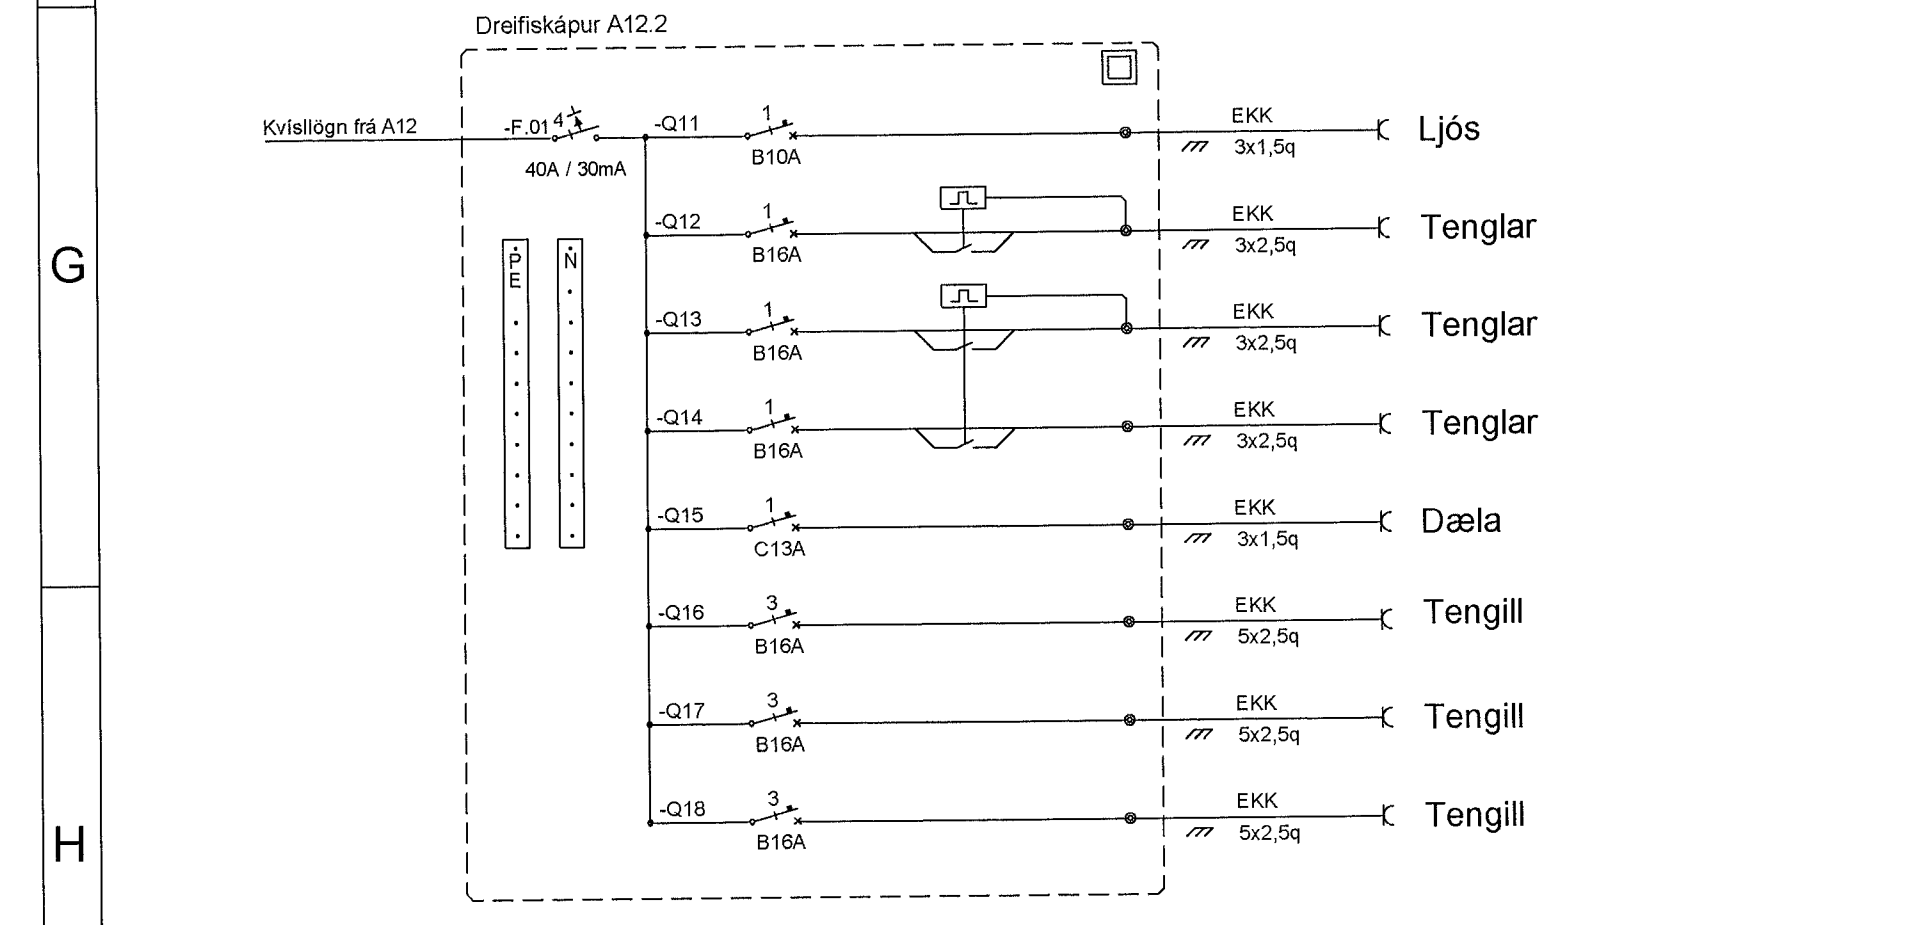 Dreifiskápur A12.2
Kvísllögn frá A12
-F.01 4
40A / 30mA
-Q11 1
B10A
EKK
3x1,5q
Ljós
-Q12 1
B16A
EKK
3x2,5q
Tenglar
G
PE
N
-Q13 1
B16A
EKK
3x2,5q
Tenglar
-Q14 1
B16A
EKK
3x2,5q
Tenglar
-Q15 1
C13A
EKK
3x1,5q
Dæla
-Q16 3
B16A
EKK
5x2,5q
Tengill
-Q17 3
B16A
EKK
5x2,5q
Tengill
-Q18 3
B16A
EKK
5x2,5q
Tengill
H